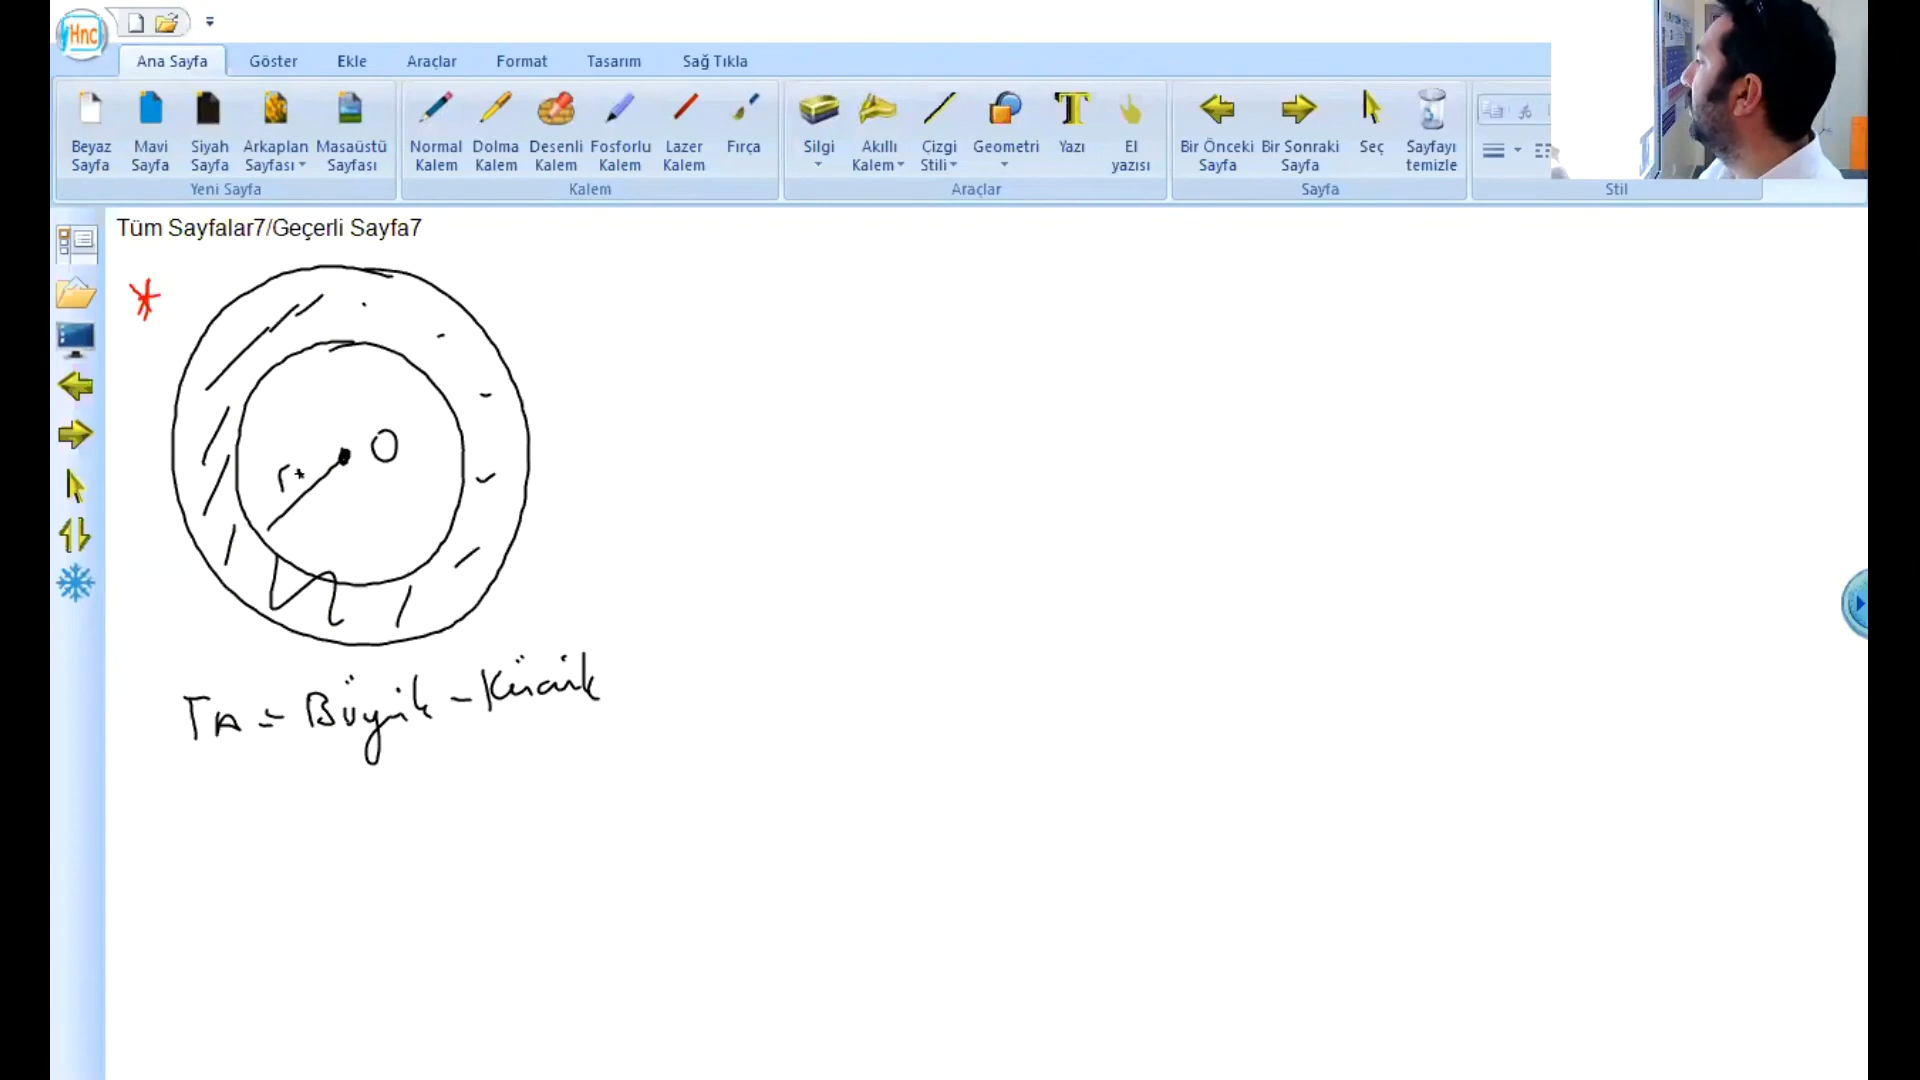 Hnc
Ana Sayfa Göster Ekle Araçlar Format Tasarım Sağ Tıkla
Beyaz Sayfa
Mavi Sayfa
Siyah Sayfa
Arkaplan Sayfası
Masaüstü Sayfası
Yeni Sayfa
Normal Kalem
Dolma Kalem
Desenli Kalem
Fosforlu Kalem
Lazer Kalem
Fırça
Kalem
Silgi
Akıllı Kalem
Çizgi Stili
Geometri
Yazı
El yazısı
Araçlar
Bir Önceki Sayfa
Bir Sonraki Sayfa
Seç
Sayfayı temizle
Sayfa
Stil
Tüm Sayfalar7/Geçerli Sayfa7
O
r
TA = Büyük - Küçük